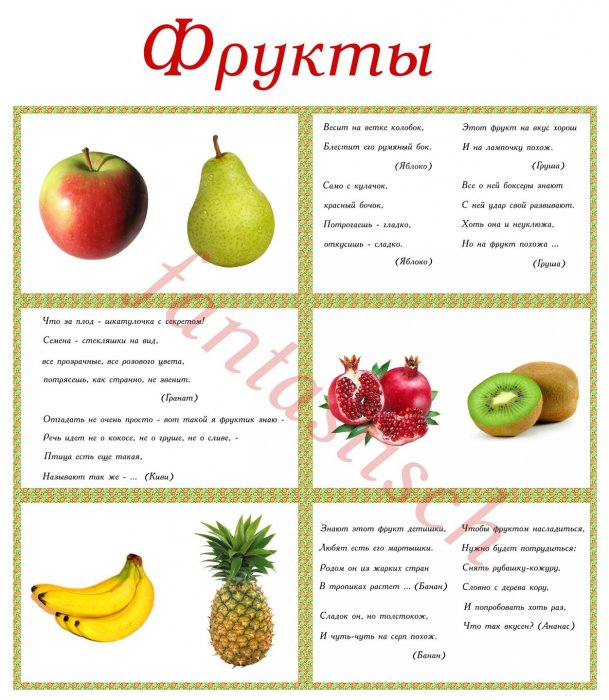 Фрукты
Весит на ветке колобок,
Блестит его румяный бок.
(Яблоко)
Само с кулачок,
красный бочок,
Потрогаешь - гладко,
откусишь - сладко.
(Яблоко)
Этот фрукт на вкус хорош
И на лампочку похож.
(Груша)
Все о ней боксеры знают
С ней удар свой развивают.
Хоть она и неуклюжа,
Но на фрукт похожа ...
(Груша)
Что за плод - шкатулочка с секретом!
Семена - стекляшки на вид,
все прозрачные, все розового цвета,
потрясешь, как странно, не звенит.
(Гранат)
Отгадать не очень просто - вот такой я фруктик знаю -
Речь идет не о кокосе, не о груше, не о сливе, -
Птица есть еще такая,
Называют так же - ... (Киви)
Знают этот фрукт детишки,
Любят есть его мартышки.
Родом он из жарких стран
В тропиках растет ... (Банан)
Сладок он, но толстокож,
И чуть-чуть на серп похож.
(Банан)
Чтобы фруктом насладиться,
Нужно будет потрудиться:
Снять рубашку-кожуру,
Словно с дерева кору,
И попробовать хоть раз,
Что так вкусен? (Ананас)
fantastisch